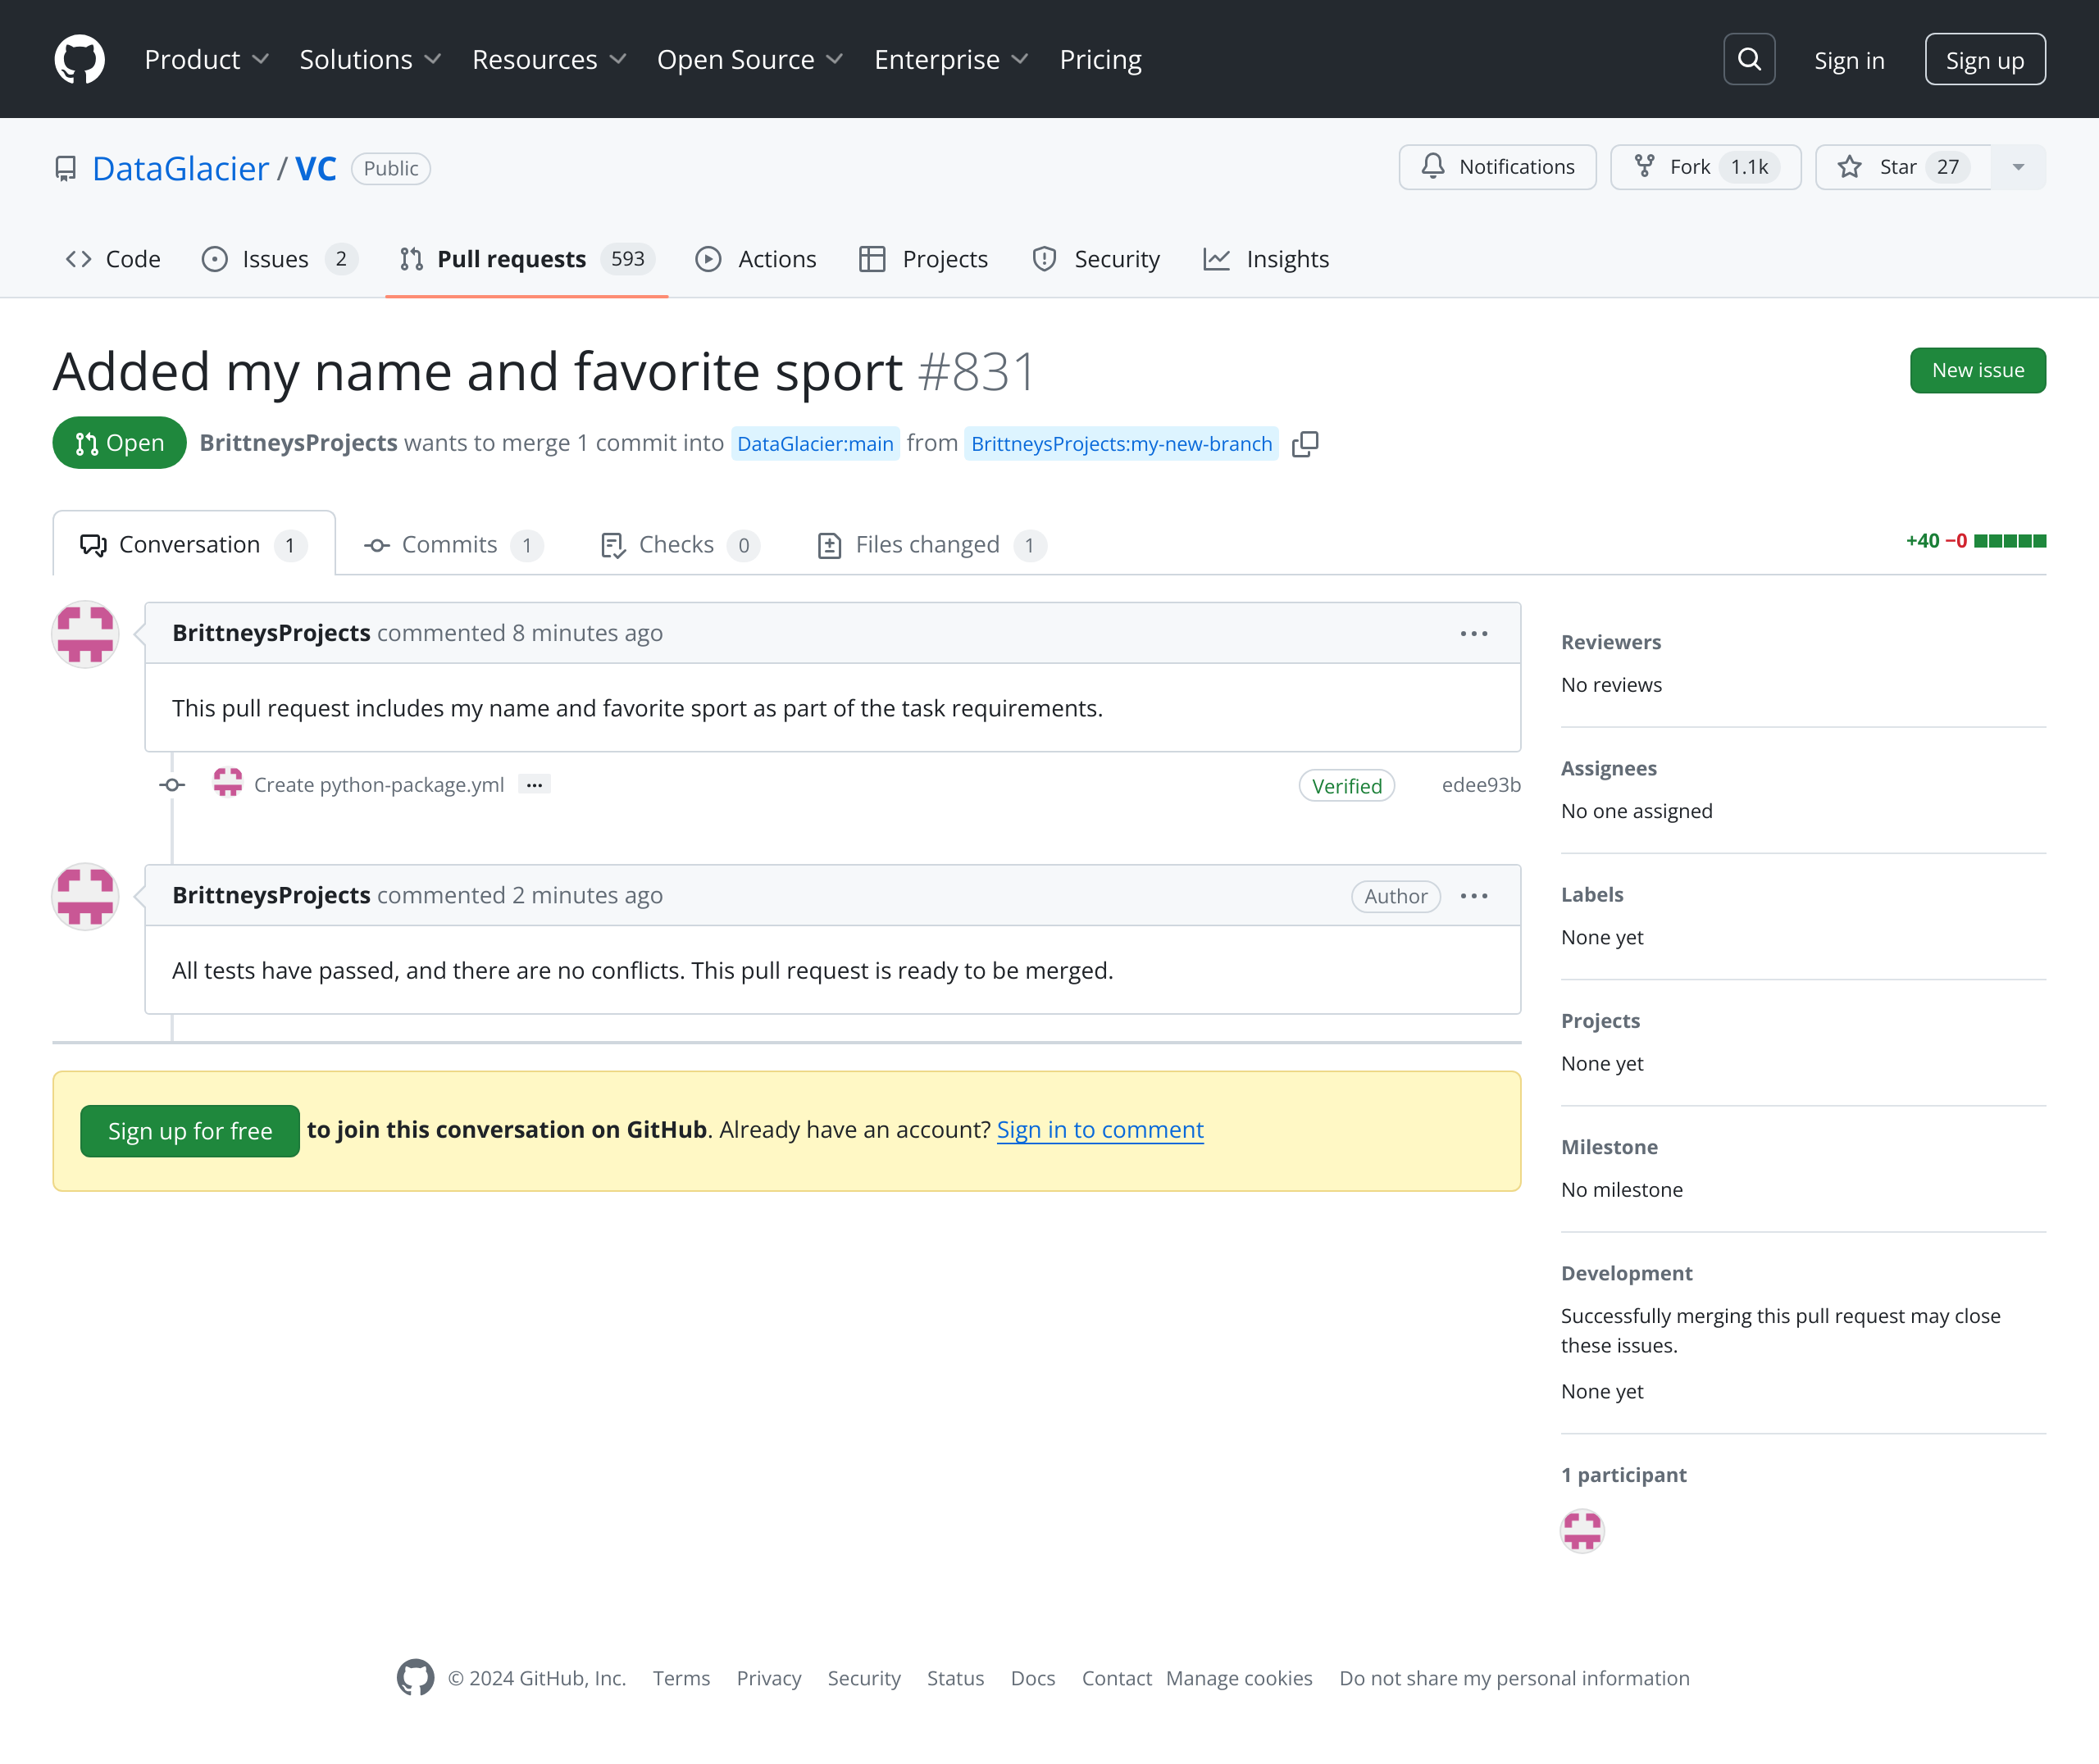 Product Solutions Resources Open Source Enterprise Pricing Sign in Sign up
DataGlacier / VC Public Notifications Fork 1.1k Star 27
Code Issues 2 Pull requests 593 Actions Projects Security Insights
Added my name and favorite sport #831 New issue
Open BrittneysProjects wants to merge 1 commit into DataGlacier:main from BrittneysProjects:my-new-branch
Conversation 1 Commits 1 Checks 0 Files changed 1 +40 −0
BrittneysProjects commented 8 minutes ago
This pull request includes my name and favorite sport as part of the task requirements.
Create python-package.yml ... Verified edee93b
BrittneysProjects commented 2 minutes ago Author
All tests have passed, and there are no conflicts. This pull request is ready to be merged.
Sign up for free to join this conversation on GitHub. Already have an account? Sign in to comment
Reviewers
No reviews
Assignees
No one assigned
Labels
None yet
Projects
None yet
Milestone
No milestone
Development
Successfully merging this pull request may close
these issues.
None yet
1 participant
© 2024 GitHub, Inc. Terms Privacy Security Status Docs Contact Manage cookies Do not share my personal information